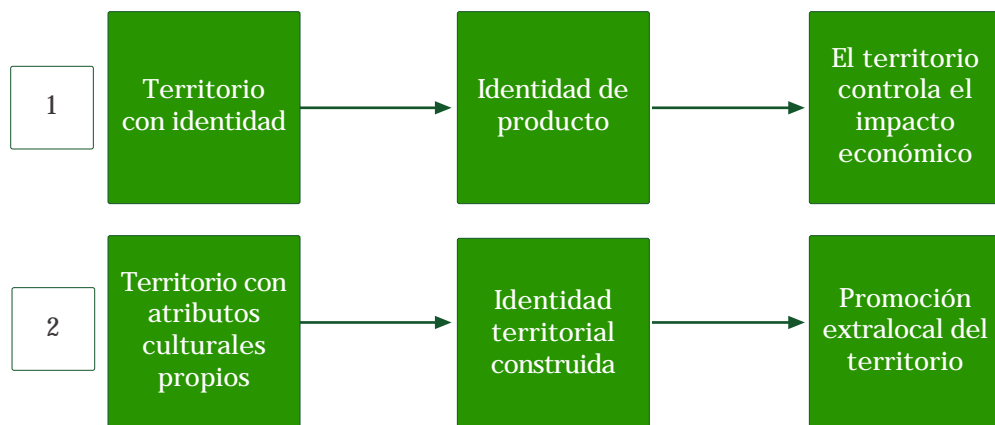 1
Territorio
con identidad
Identidad de
producto
El territorio
controla el
impacto
económico
2
Territorio con
atributos
culturales
propios
Identidad
territorial
construida
Promoción
extralocal del
territorio